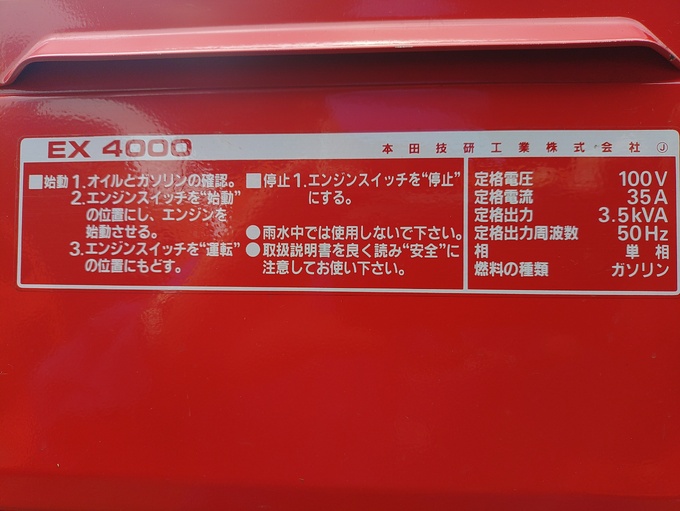 EX 4000
本田技研工業株式会社 Ⓙ
■始動 1.オイルとガソリンの確認。
2.エンジンスイッチを“始動”
の位置にし、エンジンを
始動させる。
3.エンジンスイッチを“運転”
の位置にもどす。
■停止 1.エンジンスイッチを“停止”
にする。
●雨水中では使用しないで下さい。
●取扱説明書を良く読み“安全”に
注意してお使い下さい。
定格電圧 100V
定格電流 35A
定格出力 3.5kVA
定格出力周波数 50Hz
相 単相
燃料の種類 ガソリン